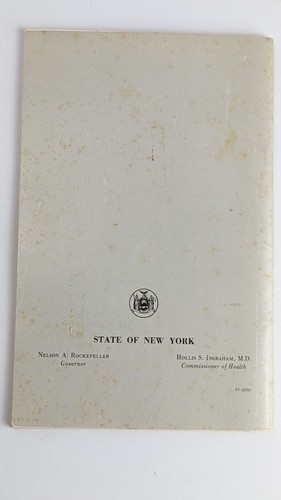 STATE OF NEW YORK
NELSON A. ROCKEFELLER
Governor
HOLLIS S. INGRAHAM, M.D.
Commissioner of Health